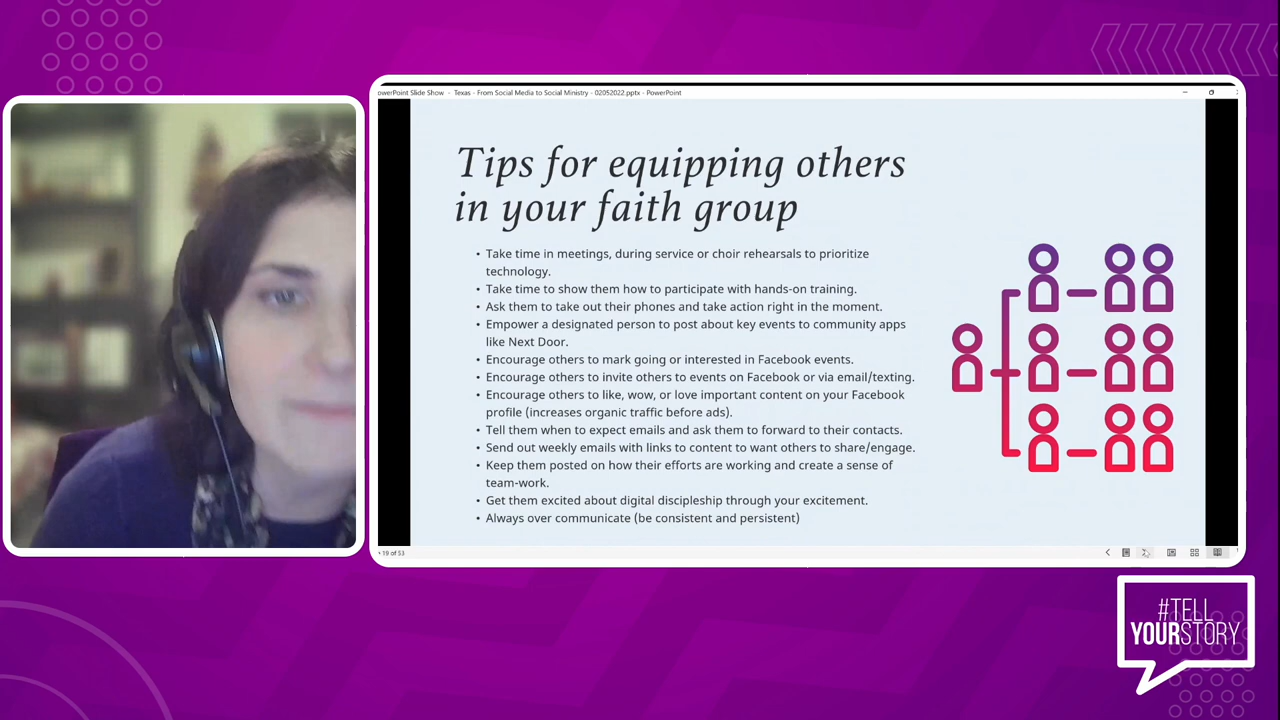 owerPoint Slide Show - Texas - From Social Media to Social Ministry - 02052022.pptx - PowerPoint
Tips for equipping others
in your faith group
• Take time in meetings, during service or choir rehearsals to prioritize
technology.
• Take time to show them how to participate with hands-on training.
• Ask them to take out their phones and take action right in the moment.
• Empower a designated person to post about key events to community apps
like Next Door.
• Encourage others to mark going or interested in Facebook events.
• Encourage others to invite others to events on Facebook or via email/texting.
• Encourage others to like, wow, or love important content on your Facebook
profile (increases organic traffic before ads).
• Tell them when to expect emails and ask them to forward to their contacts.
• Send out weekly emails with links to content to want others to share/engage.
• Keep them posted on how their efforts are working and create a sense of
team-work.
• Get them excited about digital discipleship through your excitement.
• Always over communicate (be consistent and persistent)
19 of 53
#TELL
YOURSTORY